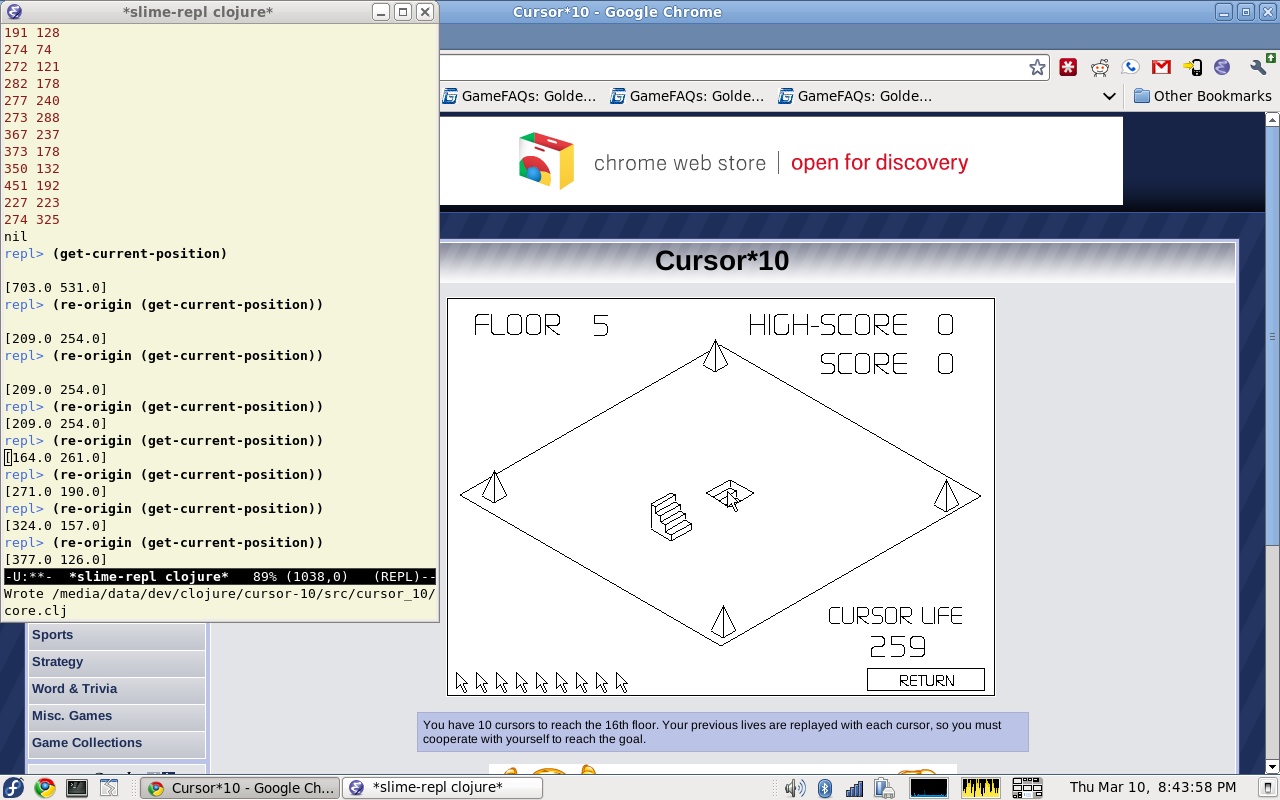 *slime-repl clojure*
191 128
274 74
272 121
282 178
277 240
273 288
367 237
373 178
350 132
451 192
227 223
274 325
nil
repl> (get-current-position)
[703.0 531.0]
repl> (re-origin (get-current-position))
[209.0 254.0]
repl> (re-origin (get-current-position))
[209.0 254.0]
repl> (re-origin (get-current-position))
[209.0 254.0]
repl> (re-origin (get-current-position))
[164.0 261.0]
repl> (re-origin (get-current-position))
[271.0 190.0]
repl> (re-origin (get-current-position))
[324.0 157.0]
repl> (re-origin (get-current-position))
[377.0 126.0]
-U:**-  *slime-repl clojure*   89% (1038,0)   (REPL)--
Wrote /media/data/dev/clojure/cursor-10/src/cursor_10/
core.clj
Cursor*10 - Google Chrome
GameFAQs: Golde... GameFAQs: Golde... GameFAQs: Golde... Other Bookmarks
chrome web store | open for discovery
Cursor*10
FLOOR 5 HIGH-SCORE 0
SCORE 0
CURSOR LIFE
259
RETURN
You have 10 cursors to reach the 16th floor. Your previous lives are replayed with each cursor, so you must
cooperate with yourself to reach the goal.
Sports
Strategy
Word & Trivia
Misc. Games
Game Collections
Cursor*10 - Google Ch... *slime-repl clojure* Thu Mar 10, 8:43:58 PM